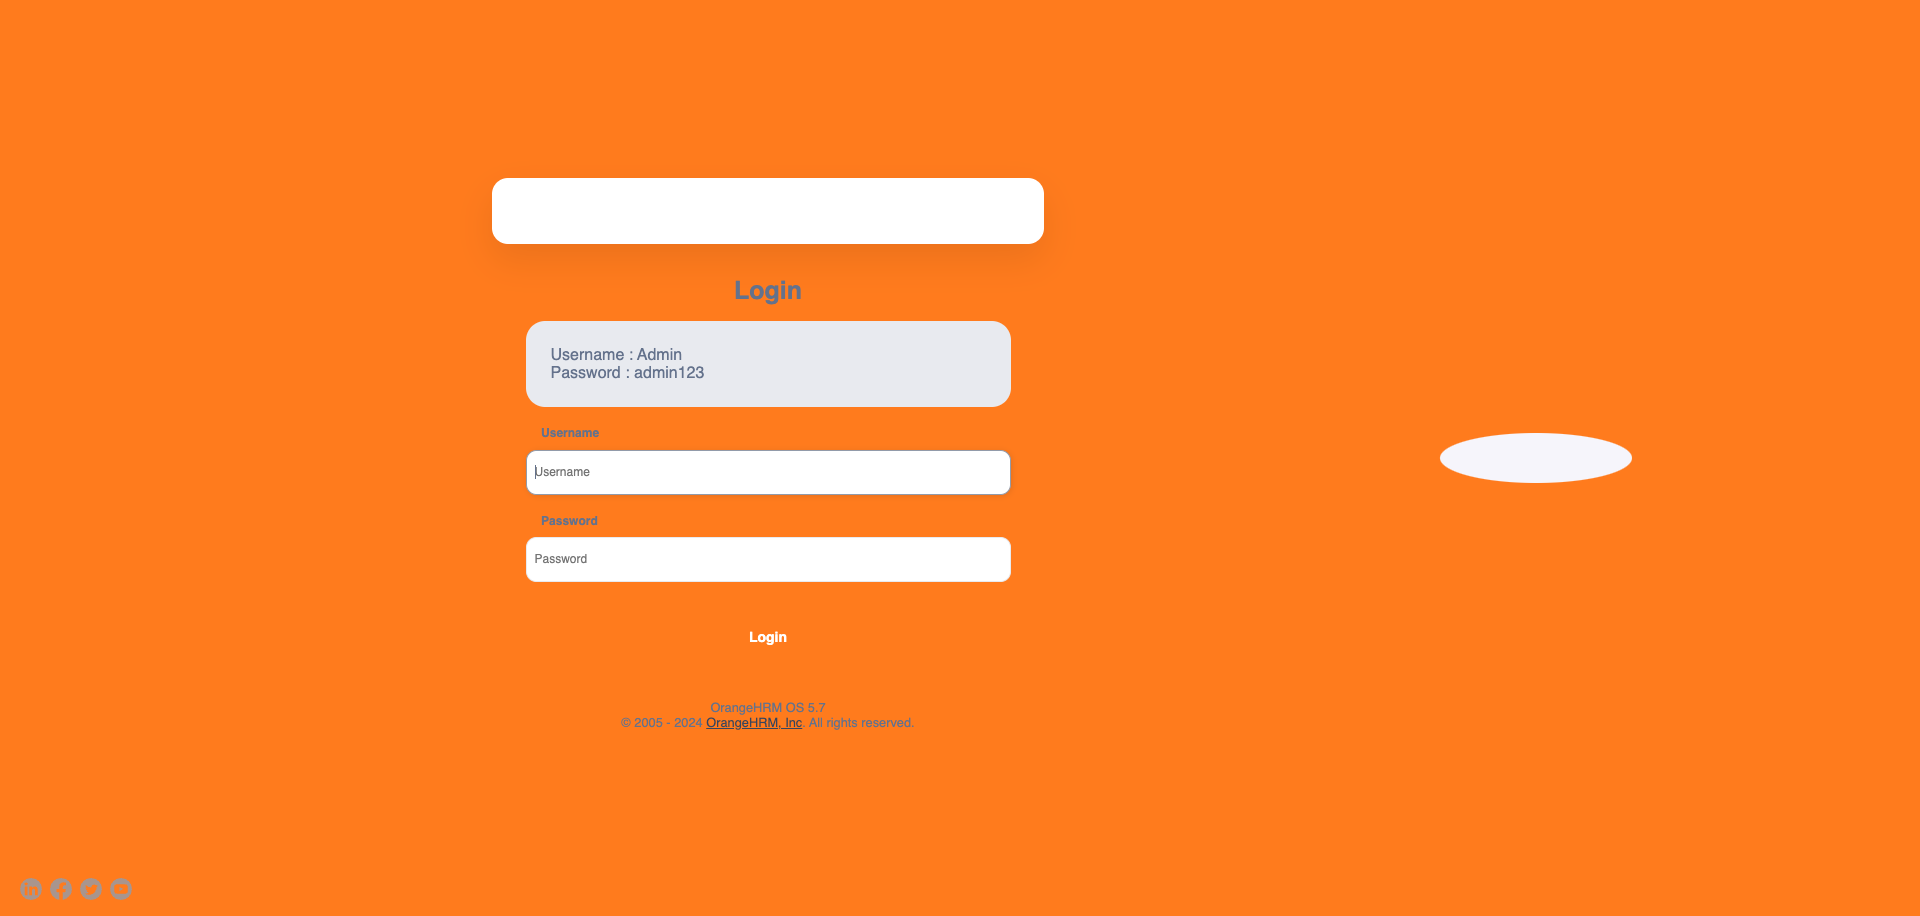 Login
Username : Admin
Password : admin123
Username
Username
Password
Password
Login
OrangeHRM OS 5.7
© 2005 - 2024 OrangeHRM, Inc. All rights reserved.